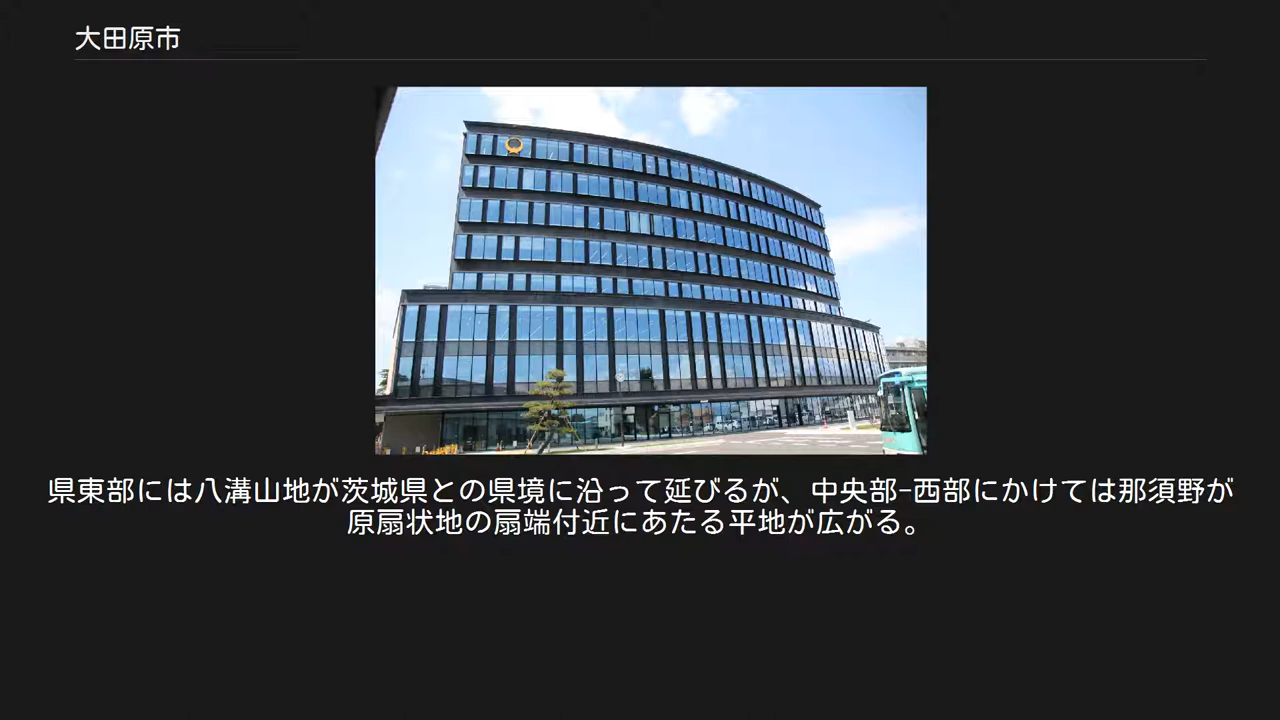 大田原市
県東部には八溝山地が茨城県との県境に沿って延びるが、中央部-西部にかけては那須野が
原扇状地の扇端付近にあたる平地が広がる。